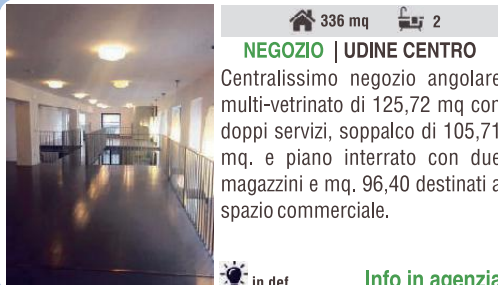 336 mq 2
NEGOZIO | UDINE CENTRO
Centralissimo negozio angolare
multi-vetrinato di 125,72 mq con
doppi servizi, soppalco di 105,71
mq. e piano interrato con due
magazzini e mq. 96,40 destinati a
spazio commerciale.
in def. Info in agenzia